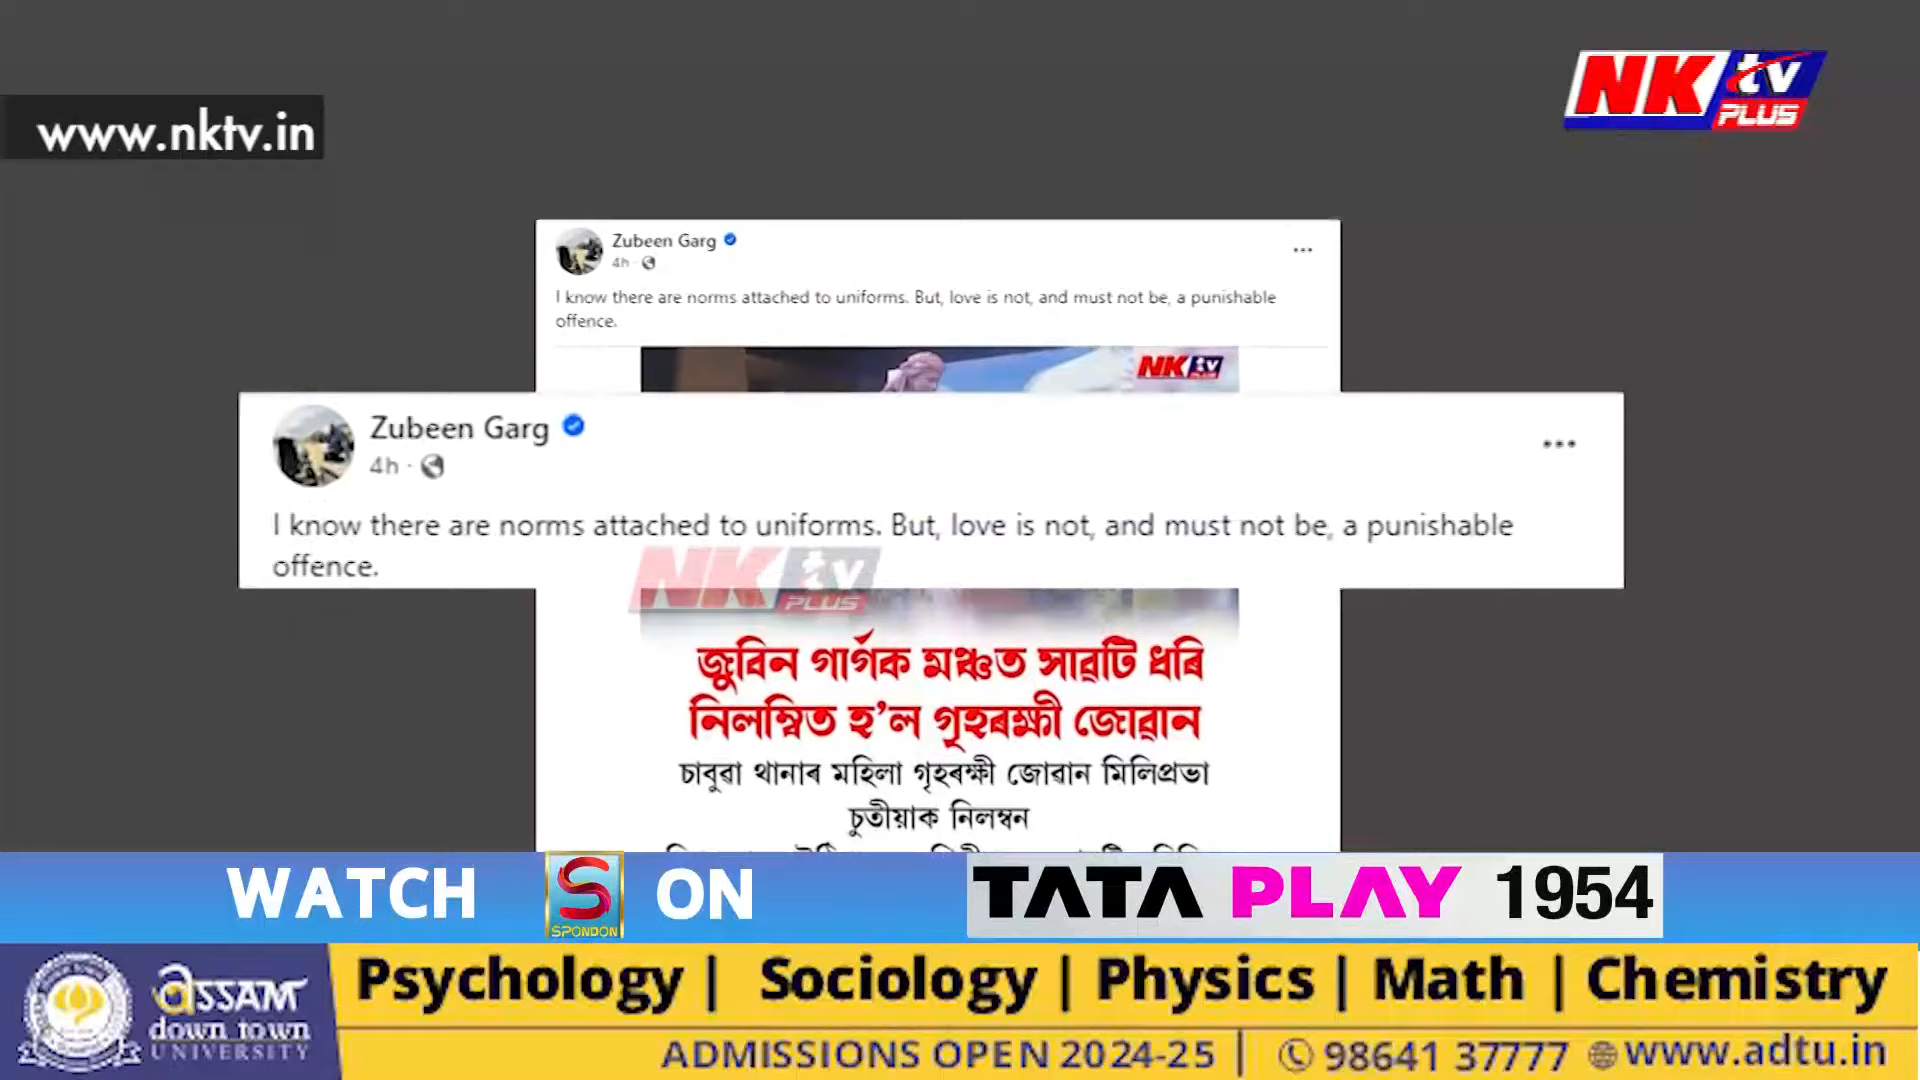 www.nktv.in
NK tv
PLUS
Zubeen Garg
4h ·
I know there are norms attached to uniforms. But, love is not, and must not be, a punishable
offence.
NK tv
Zubeen Garg
4h ·
I know there are norms attached to uniforms. But, love is not, and must not be, a punishable
offence.
NK tv
PLUS
জুবিন গাৰ্গক মঞ্চত সাৱটি ধৰি
নিলম্বিত হ’ল গৃহৰক্ষী জোৱান
চাবুৱা থানাৰ মহিলা গৃহৰক্ষী জোৱান মিলিপ্ৰভা
চুতীয়াক নিলম্বন
WATCH S ON TATA PLAY 1954
SPONDON
Psychology | Sociology | Physics | Math | Chemistry
assam
down town
UNIVERSITY
ADMISSIONS OPEN 2024-25 | 98641 37777 www.adtu.in